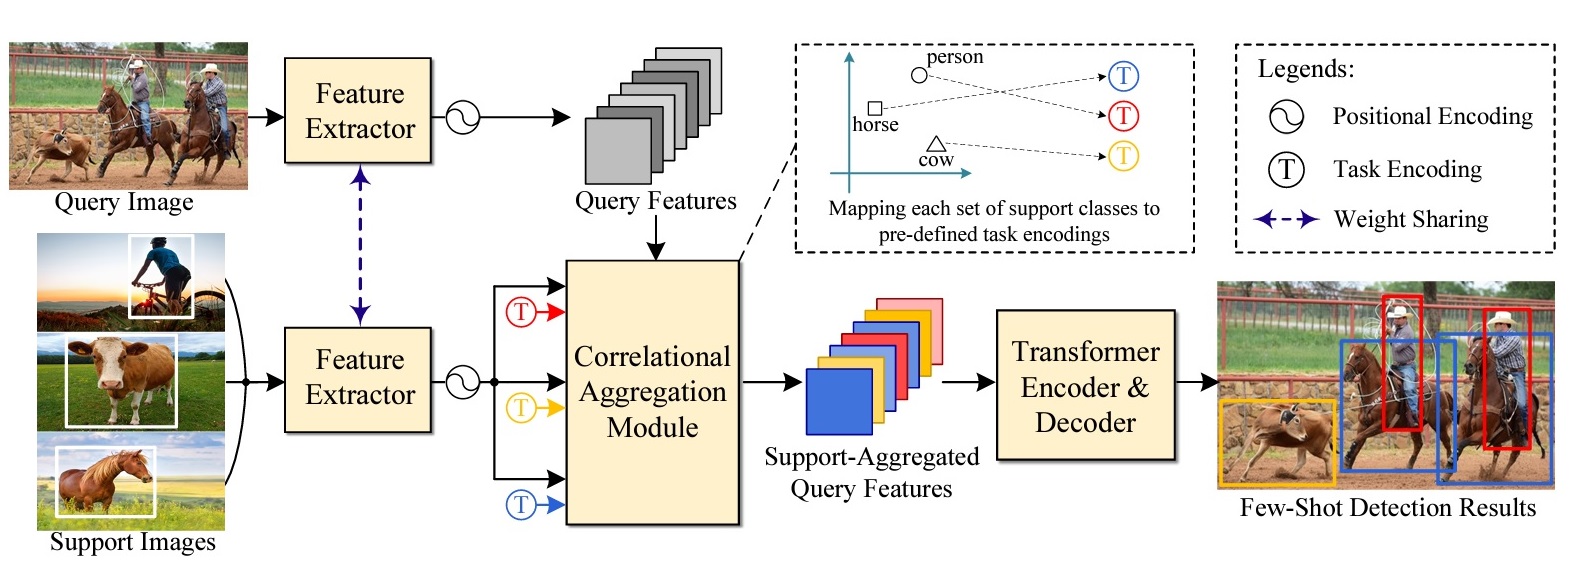 Feature
Extractor
Query Image
Query Features
person
horse
cow
T
T
T
Mapping each set of support classes to
pre-defined task encodings
Legends:
Positional Encoding
T
Task Encoding
Weight Sharing
Support Images
Feature
Extractor
T
T
T
Correlational
Aggregation
Module
Support-Aggregated
Query Features
Transformer
Encoder &
Decoder
Few-Shot Detection Results